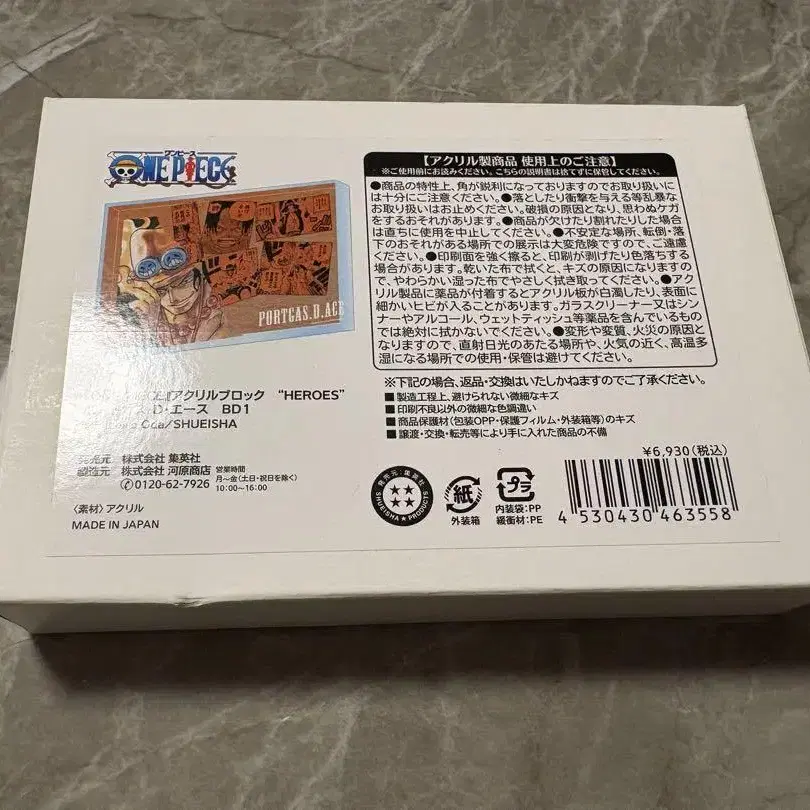 ワンピース
ONE PIECE
PORTGAS.D.ACE
アクリルブロック “HEROES”
D・エース BD1
Oda/SHUEISHA
発売元 株式会社 集英社
製造元 株式会社 河原商店 営業時間
0120-62-7926 月〜金(土日・祝日を除く)
10:00〜16:00
〈素材〉アクリル
MADE IN JAPAN
【アクリル製商品 使用上のご注意】
※ご使用前にお読みください。こちらの説明書は捨てずに保管してください。
●商品の特性上、角が鋭利になっておりますのでお取り扱いには
は十分にご注意ください。●落としたり衝撃を与える等乱暴な
お取り扱いはお止めください。破損の原因となり、思わぬケガ
をするおそれがあります。●商品が欠けたり割れたりした場合
は直ちに使用を中止してください。●不安定な場所、転倒・落
下のおそれがある場所での展示は大変危険ですので、ご遠慮
ください。●印刷面を強く擦ると、印刷が剥げたり色落ちする
場合があります。乾いた布で拭くと、キズの原因になりますの
で、やわらかい湿った布でやさしく拭き取ってください。●アク
リル製品に薬品が付着するとアクリル板が白濁したり、表面に
細かいヒビが入ることがあります。ガラスクリーナー又はシン
ナーやアルコール、ウェットティッシュ等薬品を含んでいるもの
では絶対に拭かないでください。●変形や変質、火災の原因と
なりますので、直射日光のあたる場所や、火気の近く、高温多
湿になる場所での使用・保管は避けてください。
※下記の場合、返品・交換はいたしかねますのでご了承ください。
■製造工程上、避けられない微細なキズ
■印刷不良以外の微細な色調違い
■商品保護材(包装OPP・保護フィルム・外装箱等)のキズ
■譲渡・交換・転売等により手に入れた商品の不備
¥6,930(税込)
発売元:集英社
SHUEISHA PRODUCTS
紙
外装箱
プラ
内装袋:PP
緩衝材:PE
4 530430 463558